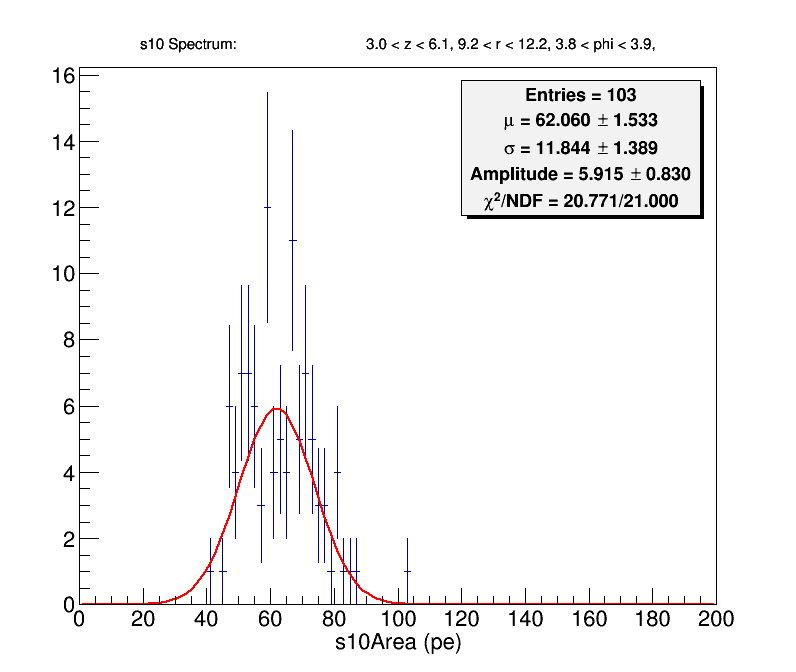 s10 Spectrum: 3.0 < z < 6.1, 9.2 < r < 12.2, 3.8 < phi < 3.9,
Entries = 103
μ = 62.060 ± 1.533
σ = 11.844 ± 1.389
Amplitude = 5.915 ± 0.830
χ²/NDF = 20.771/21.000
16
14
12
10
8
6
4
2
0
0 20 40 60 80 100 120 140 160 180 200
s10Area (pe)